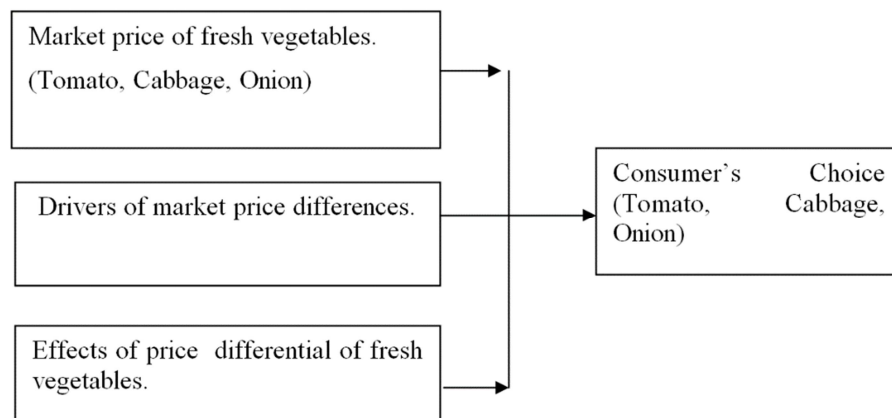 Market price of fresh vegetables.
(Tomato, Cabbage, Onion)
Drivers of market price differences.
Effects of price differential of fresh
vegetables.
Consumer's Choice
(Tomato, Cabbage,
Onion)